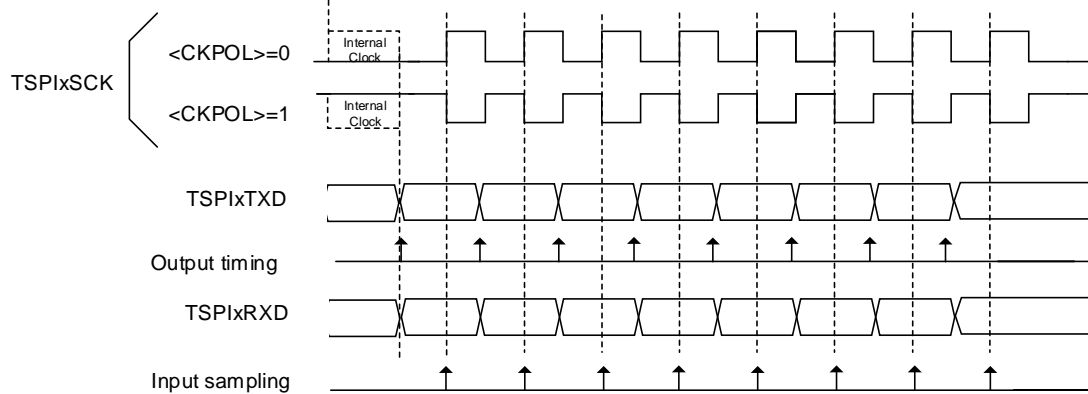 TSPIxSCK
<CKPOL>=0
Internal
Clock
<CKPOL>=1
Internal
Clock
TSPIxTXD
Output timing
TSPIxRXD
Input sampling